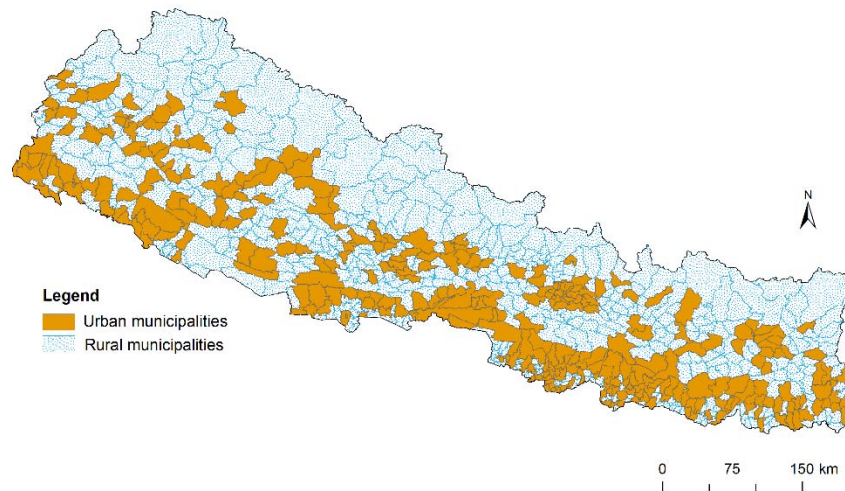 N
Legend
Urban municipalities
Rural municipalities
0 75 150 km